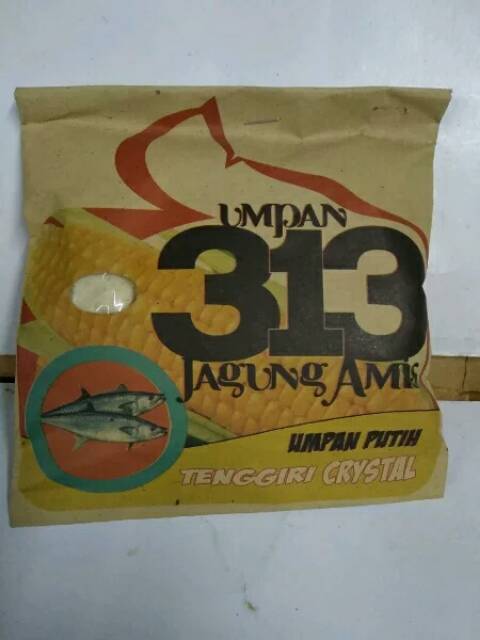 UMPAN
313
JAGUNG AMIS
UMPAN PUTIH
TENGGIRI CRYSTAL